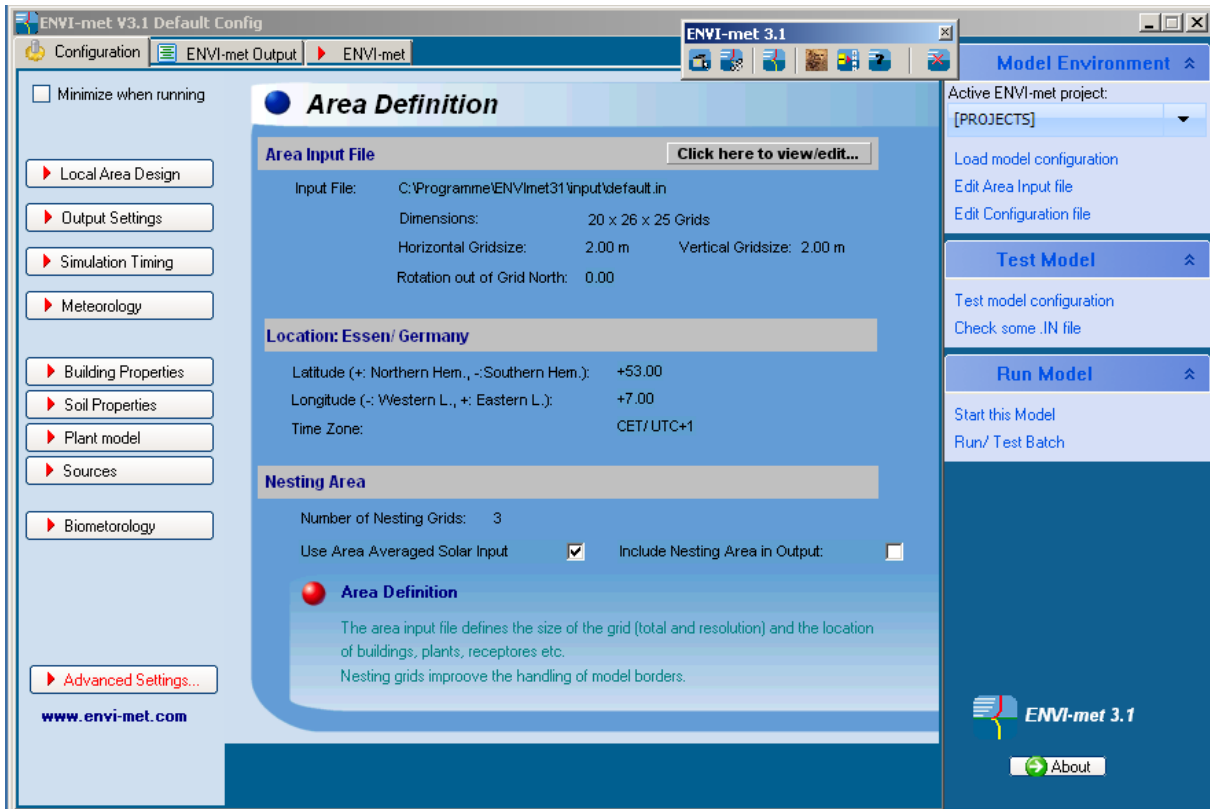 ENVI-met V3.1 Default Config
ENVI-met 3.1
Configuration
ENVI-met Output
ENVI-met
Minimize when running
Local Area Design
Output Settings
Simulation Timing
Meteorology
Building Properties
Soil Properties
Plant model
Sources
Biometorology
Advanced Settings...
www.envi-met.com
Area Definition
Area Input File
Click here to view/edit...
Input File: C:\Programme\ENVImet31\input\default.in
Dimensions: 20 x 26 x 25 Grids
Horizontal Gridsize: 2.00 m Vertical Gridsize: 2.00 m
Rotation out of Grid North: 0.00
Location: Essen/ Germany
Latitude (+: Northern Hem., -:Southern Hem.): +53.00
Longitude (-: Western L., +: Eastern L.): +7.00
Time Zone: CET/ UTC+1
Nesting Area
Number of Nesting Grids: 3
Use Area Averaged Solar Input Include Nesting Area in Output:
Area Definition
The area input file defines the size of the grid (total and resolution) and the location
of buildings, plants, receptores etc.
Nesting grids improove the handling of model borders.
Model Environment
Active ENVI-met project:
[PROJECTS]
Load model configuration
Edit Area Input file
Edit Configuration file
Test Model
Test model configuration
Check some .IN file
Run Model
Start this Model
Run/ Test Batch
ENVI-met 3.1
About